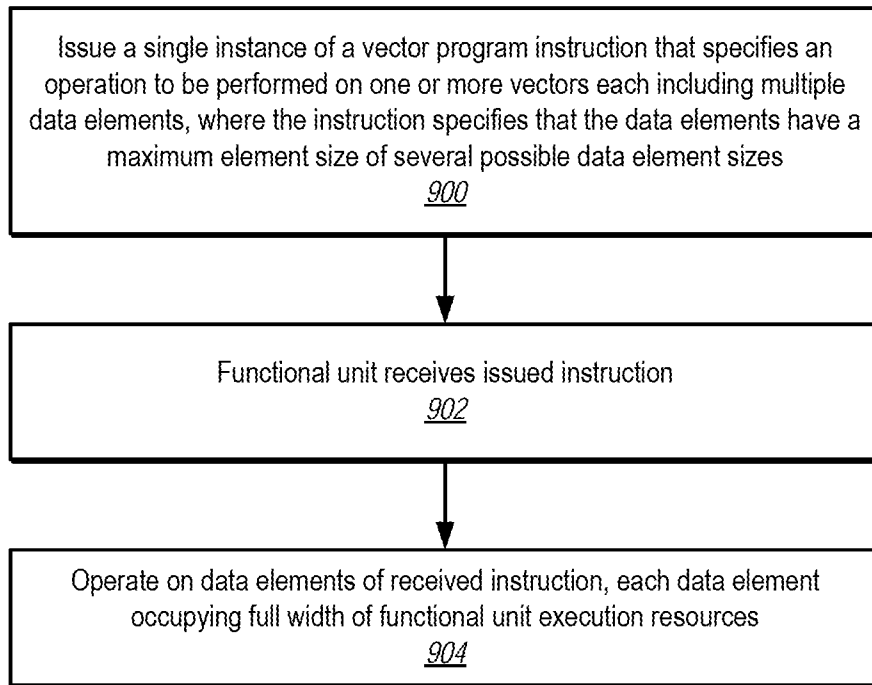 Issue a single instance of a vector program instruction that specifies an
operation to be performed on one or more vectors each including multiple
data elements, where the instruction specifies that the data elements have a
maximum element size of several possible data element sizes
900
Functional unit receives issued instruction
902
Operate on data elements of received instruction, each data element
occupying full width of functional unit execution resources
904